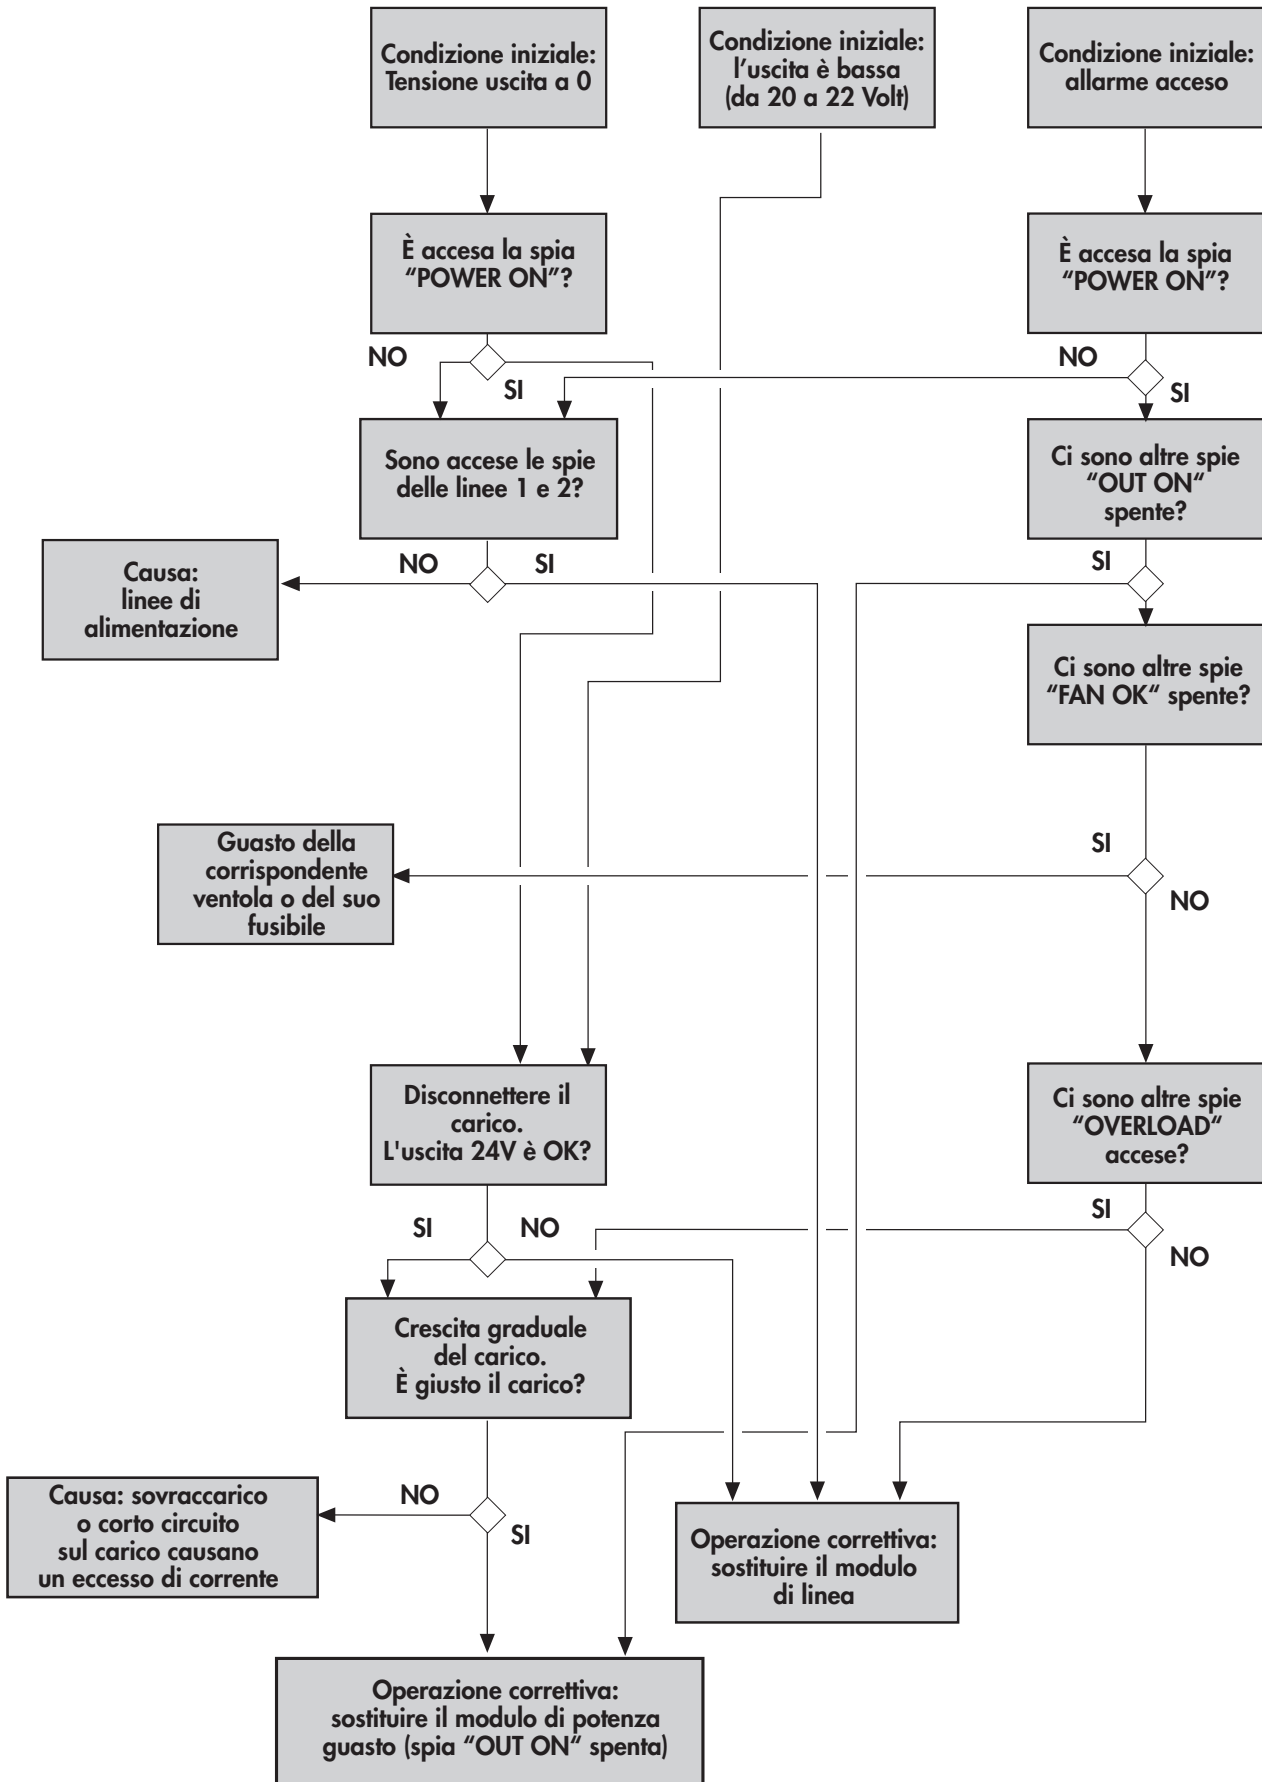 Condizione iniziale:
Tensione uscita a 0
Condizione iniziale:
l'uscita è bassa
(da 20 a 22 Volt)
Condizione iniziale:
allarme acceso
È accesa la spia
“POWER ON”?
È accesa la spia
“POWER ON”?
NO
SI
NO
SI
Sono accese le spie
delle linee 1 e 2?
Ci sono altre spie
“OUT ON“
spente?
NO
SI
SI
Causa:
linee di
alimentazione
Ci sono altre spie
“FAN OK“ spente?
Guasto della
corrispondente
ventola o del suo
fusibile
SI
NO
Disconnettere il
carico.
L'uscita 24V è OK?
Ci sono altre spie
“OVERLOAD“
accese?
SI
NO
SI
NO
Crescita graduale
del carico.
È giusto il carico?
Causa: sovraccarico
o corto circuito
sul carico causano
un eccesso di corrente
NO
SI
Operazione correttiva:
sostituire il modulo
di linea
Operazione correttiva:
sostituire il modulo di potenza
guasto (spia “OUT ON“ spenta)